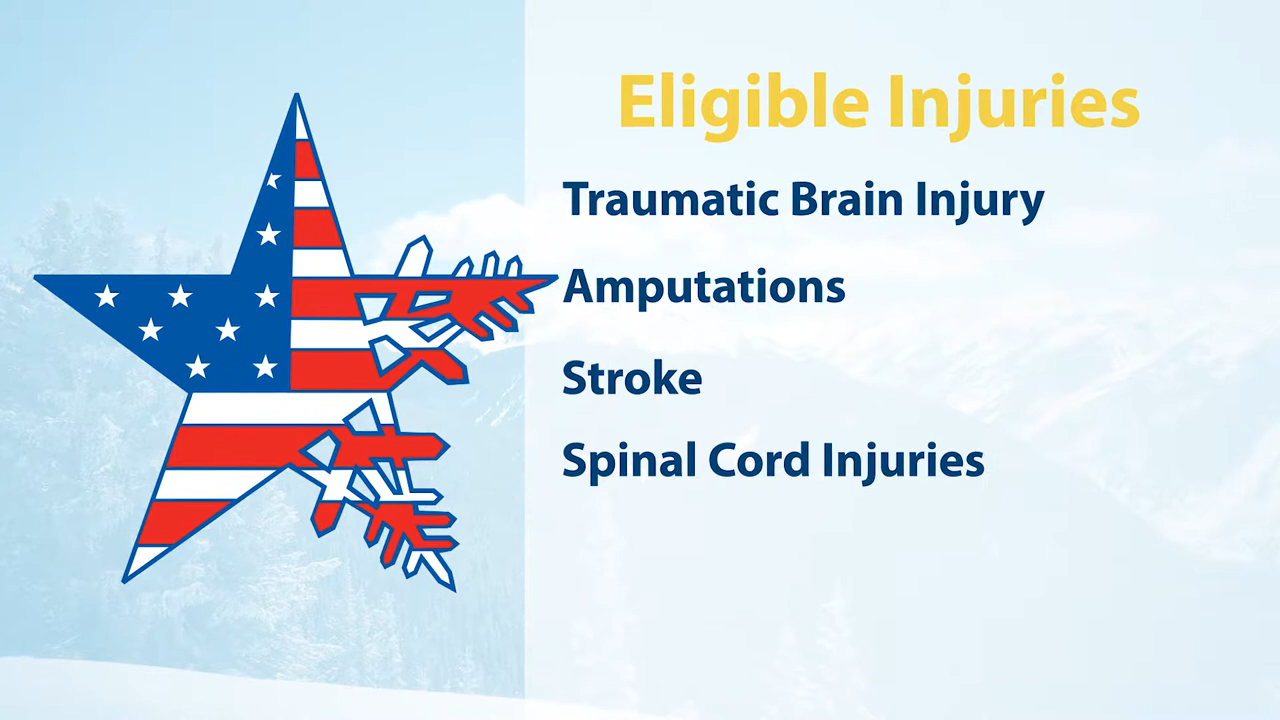 Eligible Injuries
Traumatic Brain Injury
Amputations
Stroke
Spinal Cord Injuries